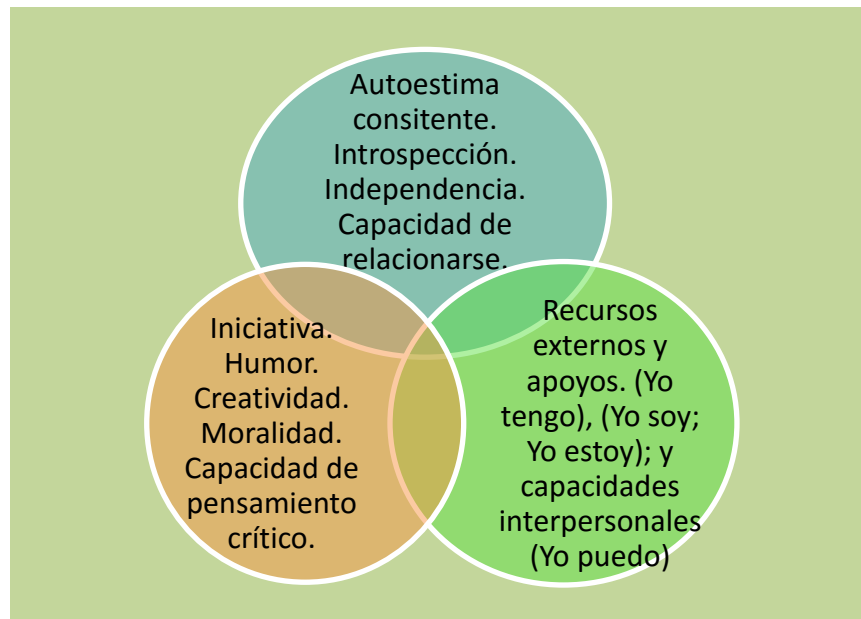 Autoestima
consitente.
Introspección.
Independencia.
Capacidad de
relacionarse.
Iniciativa.
Humor.
Creatividad.
Moralidad.
Capacidad de
pensamiento
crítico.
Recursos
externos y
apoyos. (Yo
tengo), (Yo soy;
Yo estoy); y
capacidades
interpersonales
(Yo puedo)